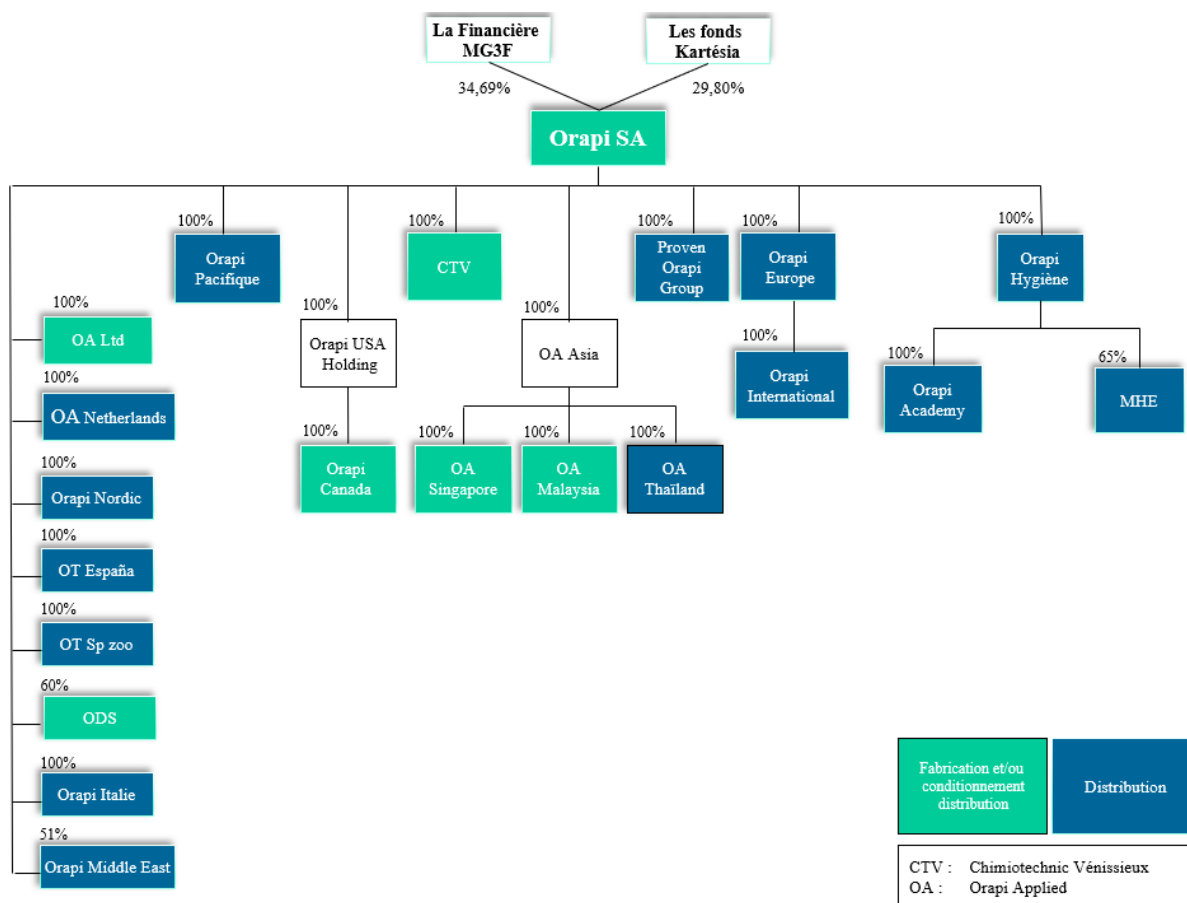 La Financière
MG3F
Les fonds
Kartésia
34,69%
29,80%
Orapi SA
100%
Orapi
Pacifique
100%
CTV
100%
Proven
Orapi
Group
100%
Orapi
Europe
100%
Orapi
Hygiène
100%
OA Ltd
100%
OA Netherlands
100%
Orapi Nordic
100%
OT España
100%
OT Sp zoo
60%
ODS
100%
Orapi Italie
51%
Orapi Middle East
100%
Orapi USA
Holding
100%
Orapi
Canada
100%
OA Asia
100%
OA
Singapore
100%
OA
Malaysia
100%
OA
Thaïland
100%
Orapi
International
100%
Orapi
Academy
65%
MHE
Fabrication et/ou
conditionnement
distribution
Distribution
CTV : Chimiotechnic Vénissieux
OA : Orapi Applied